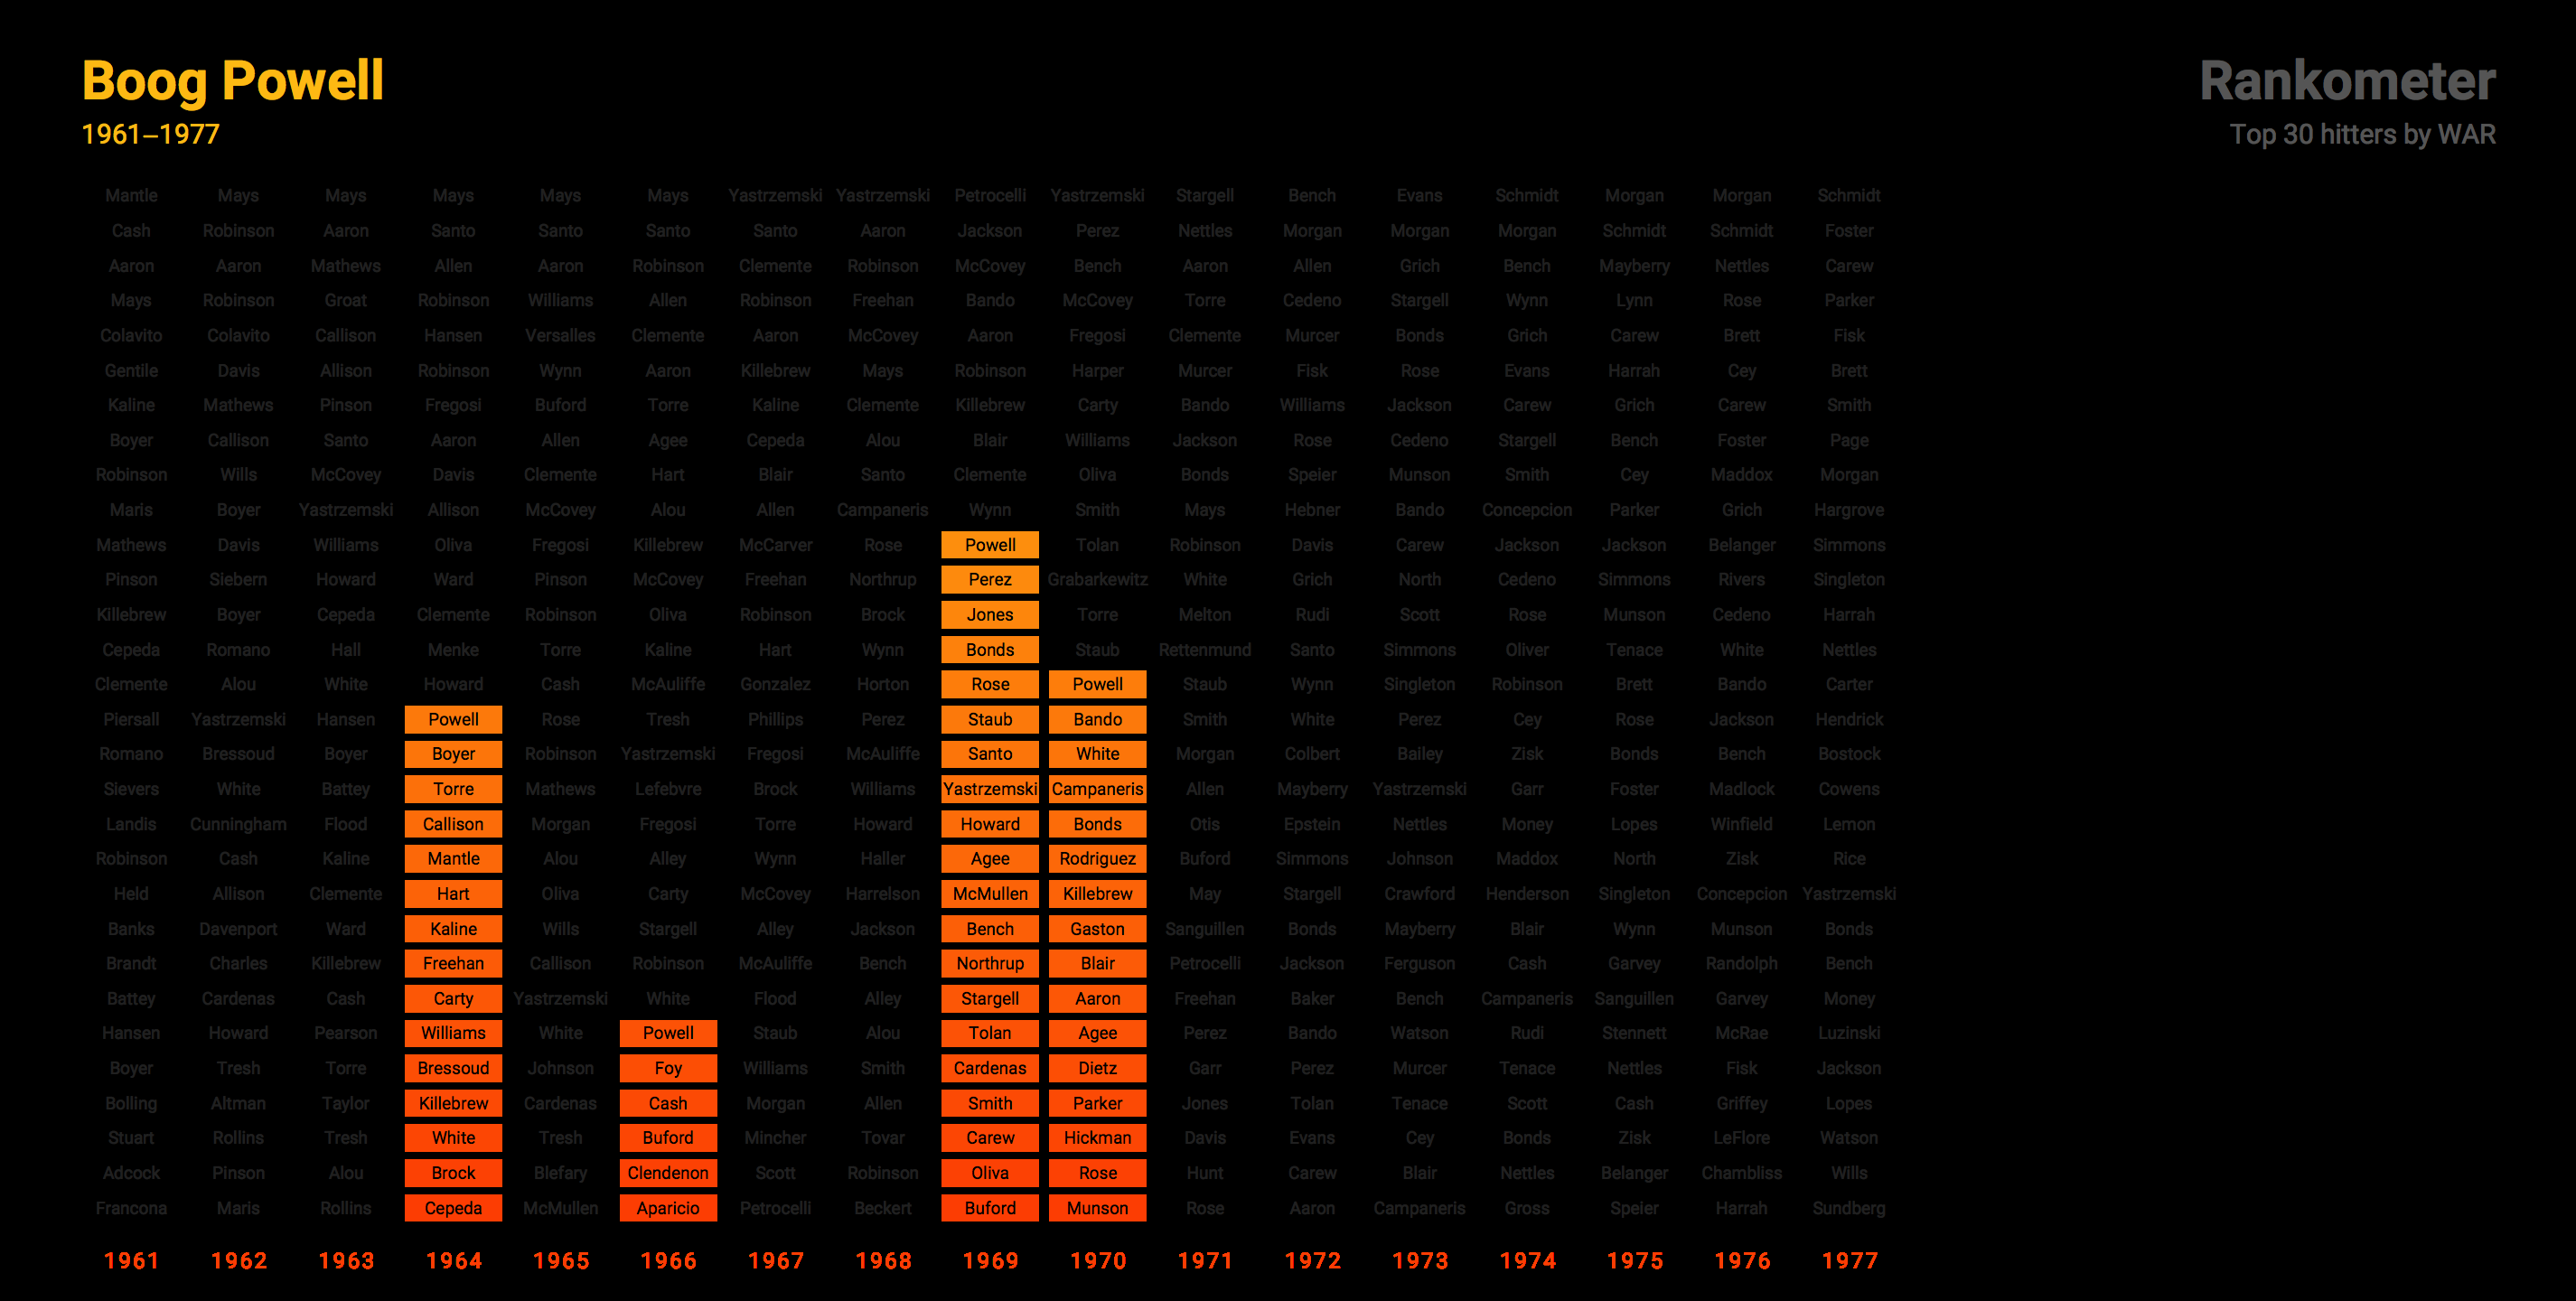 Boog Powell
1961–1977
Rankometer
Top 30 hitters by WAR
Mantle Mays Mays Mays Mays Mays Yastrzemski Yastrzemski Petrocelli Yastrzemski Stargell Bench Evans Schmidt Morgan Morgan Schmidt
Cash Robinson Aaron Santo Santo Santo Santo Aaron Jackson Perez Nettles Morgan Morgan Morgan Schmidt Schmidt Foster
Aaron Aaron Mathews Allen Aaron Robinson Clemente Robinson McCovey Bench Aaron Allen Grich Bench Mayberry Nettles Carew
Mays Robinson Groat Robinson Williams Allen Robinson Freehan Bando McCovey Torre Cedeno Stargell Wynn Lynn Rose Parker
Colavito Colavito Callison Hansen Versalles Clemente Aaron McCovey Aaron Fregosi Clemente Murcer Bonds Grich Carew Brett Fisk
Gentile Davis Allison Robinson Wynn Aaron Killebrew Mays Robinson Harper Murcer Fisk Rose Evans Harrah Cey Brett
Kaline Mathews Pinson Fregosi Buford Torre Kaline Clemente Killebrew Carty Bando Williams Jackson Carew Grich Carew Smith
Boyer Callison Santo Aaron Allen Agee Cepeda Alou Blair Williams Jackson Rose Cedeno Stargell Bench Foster Page
Robinson Wills McCovey Davis Clemente Hart Blair Santo Clemente Oliva Bonds Speier Munson Smith Cey Maddox Morgan
Maris Boyer Yastrzemski Allison McCovey Alou Allen Campaneris Wynn Smith Mays Hebner Bando Concepcion Parker Grich Hargrove
Mathews Davis Williams Oliva Fregosi Killebrew McCarver Rose Powell Tolan Robinson Davis Carew Jackson Jackson Belanger Simmons
Pinson Siebern Howard Ward Pinson McCovey Freehan Northrup Perez Grabarkewitz White Grich North Cedeno Simmons Rivers Singleton
Killebrew Boyer Cepeda Clemente Robinson Oliva Robinson Brock Jones Torre Melton Rudi Scott Rose Munson Cedeno Harrah
Cepeda Romano Hall Menke Torre Kaline Hart Wynn Bonds Staub Rettenmund Santo Simmons Oliver Tenace White Nettles
Clemente Alou White Howard Cash McAuliffe Gonzalez Horton Rose Powell Staub Wynn Singleton Robinson Brett Bando Carter
Piersall Yastrzemski Hansen Powell Rose Tresh Phillips Perez Staub Bando Smith White Perez Cey Rose Jackson Hendrick
Romano Bressoud Boyer Boyer Robinson Yastrzemski Fregosi McAuliffe Santo White Morgan Colbert Bailey Zisk Bonds Bench Bostock
Sievers White Battey Torre Mathews Lefebvre Brock Williams Yastrzemski Campaneris Allen Mayberry Yastrzemski Garr Foster Madlock Cowens
Landis Cunningham Flood Callison Morgan Fregosi Torre Howard Howard Bonds Otis Epstein Nettles Money Lopes Winfield Lemon
Robinson Cash Kaline Mantle Alou Alley Wynn Haller Agee Rodriguez Buford Simmons Johnson Maddox North Zisk Rice
Held Allison Clemente Hart Oliva Carty McCovey Harrelson McMullen Killebrew May Stargell Crawford Henderson Singleton Concepcion Yastrzemski
Banks Davenport Ward Kaline Wills Stargell Alley Jackson Bench Gaston Sanguillen Bonds Mayberry Blair Wynn Munson Bonds
Brandt Charles Killebrew Freehan Callison Robinson McAuliffe Bench Northrup Blair Petrocelli Jackson Ferguson Cash Garvey Randolph Bench
Battey Cardenas Cash Carty Yastrzemski White Flood Alley Stargell Aaron Freehan Baker Bench Campaneris Sanguillen Garvey Money
Hansen Howard Pearson Williams White Powell Staub Alou Tolan Agee Perez Bando Watson Rudi Stennett McRae Luzinski
Boyer Tresh Torre Bressoud Johnson Foy Williams Smith Cardenas Dietz Garr Perez Murcer Tenace Nettles Fisk Jackson
Bolling Altman Taylor Killebrew Cardenas Cash Morgan Allen Smith Parker Jones Tolan Tenace Scott Cash Griffey Lopes
Stuart Rollins Tresh White Tresh Buford Mincher Tovar Carew Hickman Davis Evans Cey Bonds Zisk LeFlore Watson
Adcock Pinson Alou Brock Blefary Clendenon Scott Robinson Oliva Rose Hunt Carew Blair Nettles Belanger Chambliss Wills
Francona Maris Rollins Cepeda McMullen Aparicio Petrocelli Beckert Buford Munson Rose Aaron Campaneris Gross Speier Harrah Sundberg
1961 1962 1963 1964 1965 1966 1967 1968 1969 1970 1971 1972 1973 1974 1975 1976 1977